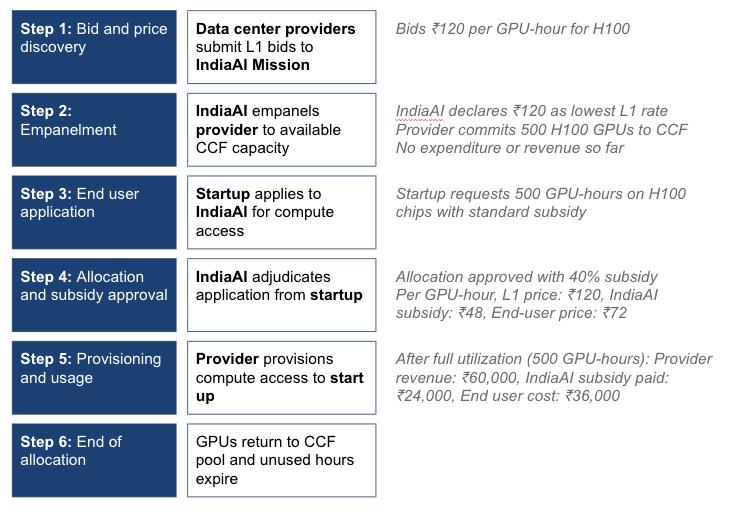 Step 1: Bid and price
discovery
Data center providers
submit L1 bids to
IndiaAI Mission
Bids ₹120 per GPU-hour for H100
Step 2:
Empanelment
IndiaAI empanels
provider to available
CCF capacity
IndiaAI declares ₹120 as lowest L1 rate
Provider commits 500 H100 GPUs to CCF
No expenditure or revenue so far
Step 3: End user
application
Startup applies to
IndiaAI for compute
access
Startup requests 500 GPU-hours on H100
chips with standard subsidy
Step 4: Allocation
and subsidy approval
IndiaAI adjudicates
application from startup
Allocation approved with 40% subsidy
Per GPU-hour, L1 price: ₹120, IndiaAI
subsidy: ₹48, End-user price: ₹72
Step 5: Provisioning
and usage
Provider provisions
compute access to start
up
After full utilization (500 GPU-hours): Provider
revenue: ₹60,000, IndiaAI subsidy paid:
₹24,000, End user cost: ₹36,000
Step 6: End of
allocation
GPUs return to CCF
pool and unused hours
expire